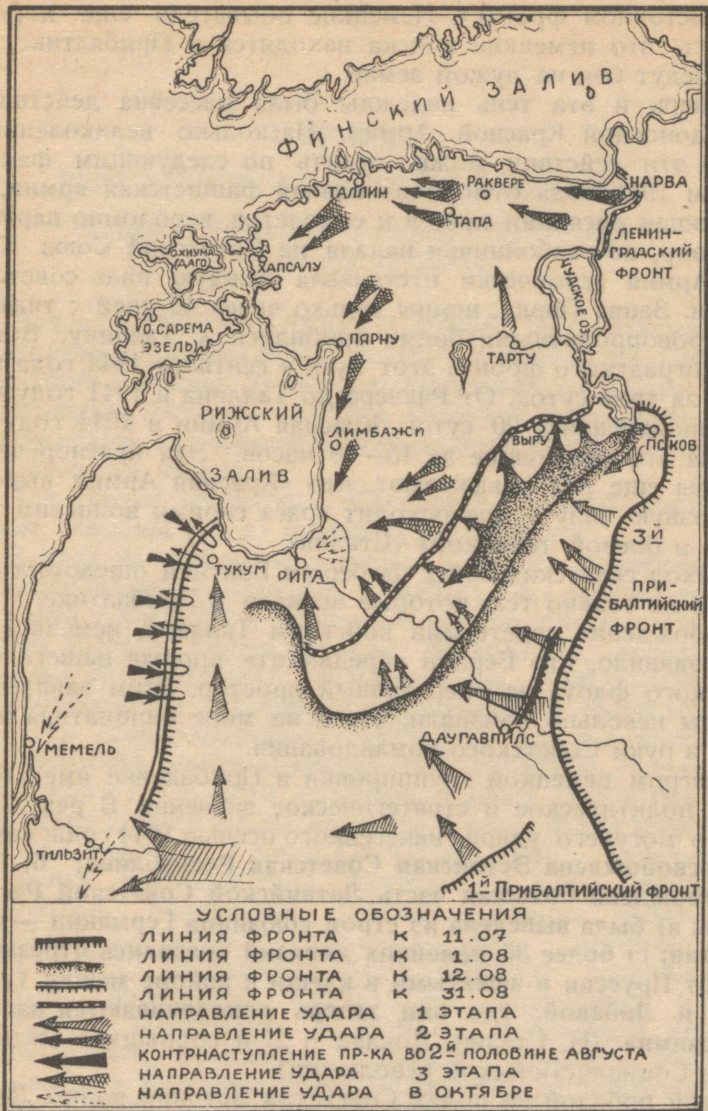 ФИНСКИЙ ЗАЛИВ
ТАЛЛИН
РАКВЕРЕ
НАРВА
ТАПА
ЛЕНИН-
ГРАДСКИЙ
ФРОНТ
О.ХИУМА
(ДАГО)
ХАПСАЛУ
ЧУДСКОЕ ОЗ.
О. САРЕМА
ЭЗЕЛЬ
ПЯРНУ
ТАРТУ
РИЖСКИЙ
ЗАЛИВ
ЛИМБАЖИ
ВЫРУ
ПСКОВ
3Й
ПРИ-
БАЛТИЙСКИЙ
ФРОНТ
ТУКУМ
РИГА
МЕМЕЛЬ
ДАУГАВПИЛС
ТИЛЬЗИТ
1Й ПРИБАЛТИЙСКИЙ ФРОНТ
УСЛОВНЫЕ ОБОЗНАЧЕНИЯ
ЛИНИЯ ФРОНТА К 11.07
ЛИНИЯ ФРОНТА К 1.08
ЛИНИЯ ФРОНТА К 12.08
ЛИНИЯ ФРОНТА К 31.08
НАПРАВЛЕНИЕ УДАРА 1 ЭТАПА
НАПРАВЛЕНИЕ УДАРА 2 ЭТАПА
КОНТРНАСТУПЛЕНИЕ ПР-КА ВО 2Й ПОЛОВИНЕ АВГУСТА
НАПРАВЛЕНИЕ УДАРА 3 ЭТАПА
НАПРАВЛЕНИЕ УДАРА В ОКТЯБРЕ